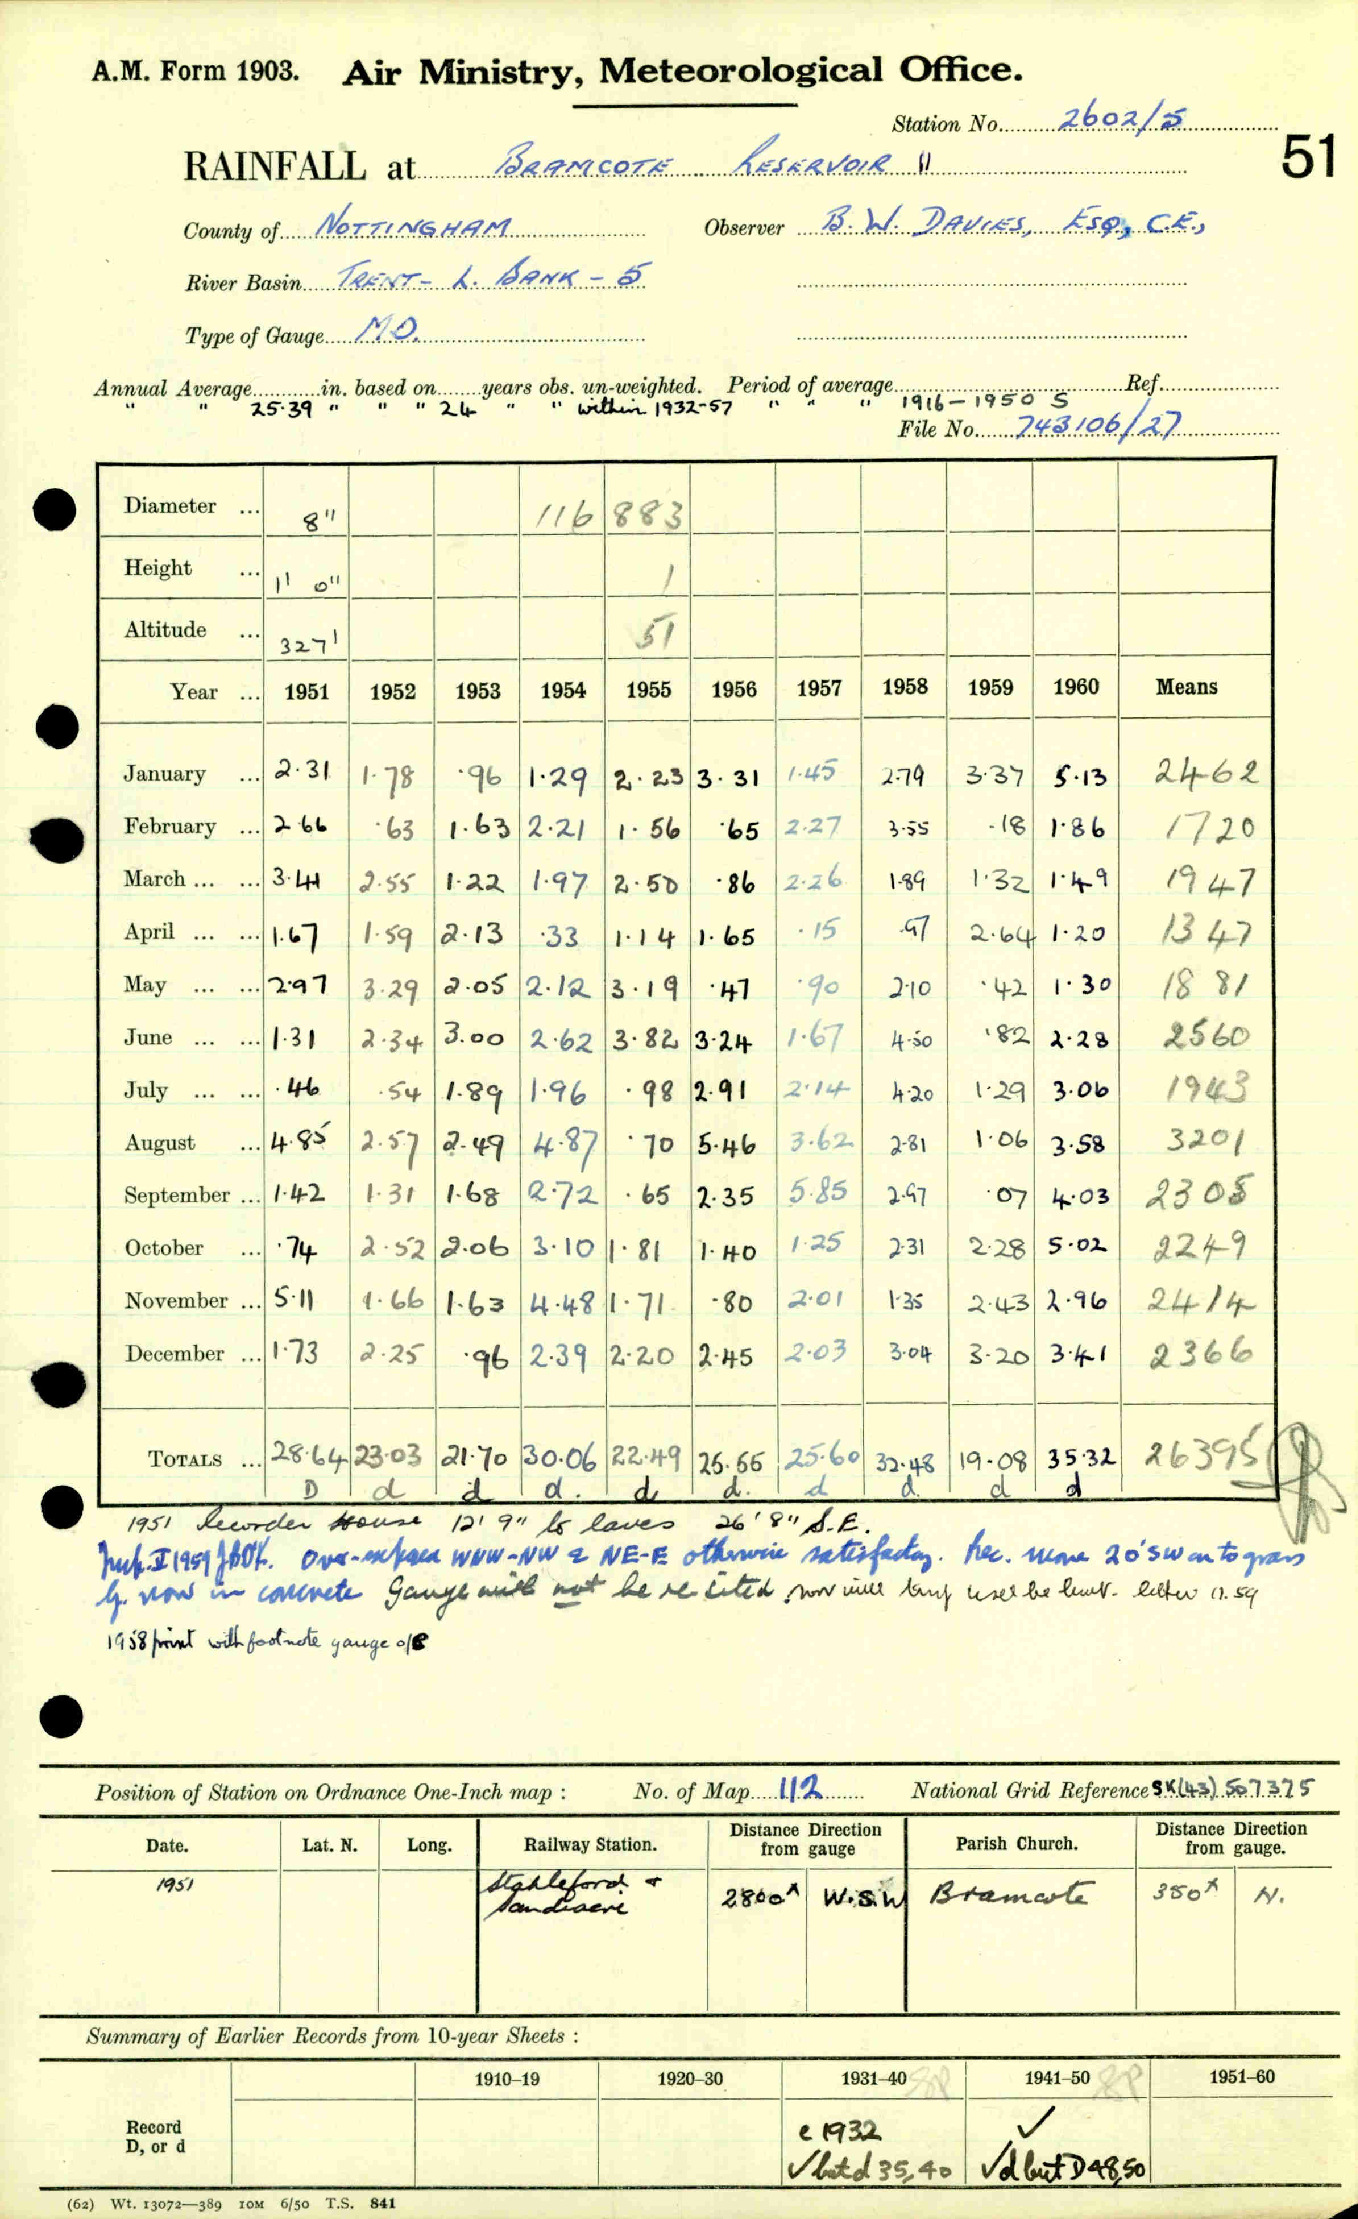 A.M. Form 1903. Air Ministry, Meteorological Office.
Station No. 2602/5
51
RAINFALL at BRAMCOTE RESERVOIR II
County of NOTTINGHAM Observer B. W. DAVIES, ESQ, C.E.,
River Basin TRENT - L. BANK - 5
Type of Gauge M.O.
Annual Average in. based on years obs. un-weighted. Period of average Ref.
" " 25.39 " " " 24 " " within 1932-57 " " " 1916-1950 S
File No. 743106/27
Diameter ... 8" 116 883
Height ... 1' 0" 1
Altitude ... 327' 51
Year ... 1951 1952 1953 1954 1955 1956 1957 1958 1959 1960 Means
January ... 2.31 1.78 .96 1.29 2.23 3.31 1.45 2.79 3.37 5.13 2462
February ... 2.66 .63 1.63 2.21 1.56 .65 2.27 3.55 .18 1.86 1720
March ... ... 3.41 2.55 1.22 1.97 2.50 .86 2.26 1.89 1.32 1.49 1947
April ... ... 1.67 1.59 2.13 .33 1.14 1.65 .15 .97 2.64 1.20 1347
May ... ... 2.97 3.29 2.05 2.12 3.19 .47 .90 2.10 .42 1.30 1881
June ... ... 1.31 2.34 3.00 2.62 3.82 3.24 1.67 4.50 .82 2.28 2560
July ... ... .46 .54 1.89 1.96 .98 2.91 2.14 4.20 1.29 3.06 1943
August ... 4.85 2.57 2.49 4.87 .70 5.46 3.62 2.81 1.06 3.58 3201
September ... 1.42 1.31 1.68 2.72 .65 2.35 5.85 2.97 .07 4.03 2305
October ... .74 2.52 2.06 3.10 1.81 1.40 1.25 2.31 2.28 5.02 2249
November ... 5.11 1.66 1.63 4.48 1.71 .80 2.01 1.35 2.43 2.96 2414
December ... 1.73 2.25 .96 2.39 2.20 2.45 2.03 3.04 3.20 3.41 2366
TOTALS ... 28.64 23.03 21.70 30.06 22.49 25.55 25.60 32.48 19.08 35.32 26395
D d d d. d d. d d. d d
1951 Recorder House 12' 9" to eaves 26' 8" S.E.
1959 Over-exposed WNW-NW & NE-E otherwise satisfactory. Rec. move 20' SW on to grass
G. now in concrete Gauge will not be re-sited, nor will be letter 11.59
1958 print with footnote gauge o/e
Position of Station on Ordnance One-Inch map : No. of Map 112 National Grid Reference SK(43) 507375
Date. Lat. N. Long. Railway Station. Distance from Direction gauge Parish Church. Distance from Direction gauge.
1951 Stapleford & Sandiacre 2800x W.S.W Bramcote 350x N.
Summary of Earlier Records from 10-year Sheets :
1910–19 1920–30 1931–40 1941–50 1951–60
Record D, or d
c 1932 ✓
✓ but d 35, 40 ✓d but D 48, 50
(62) Wt. 13072—389 10M 6/50 T.S. 841